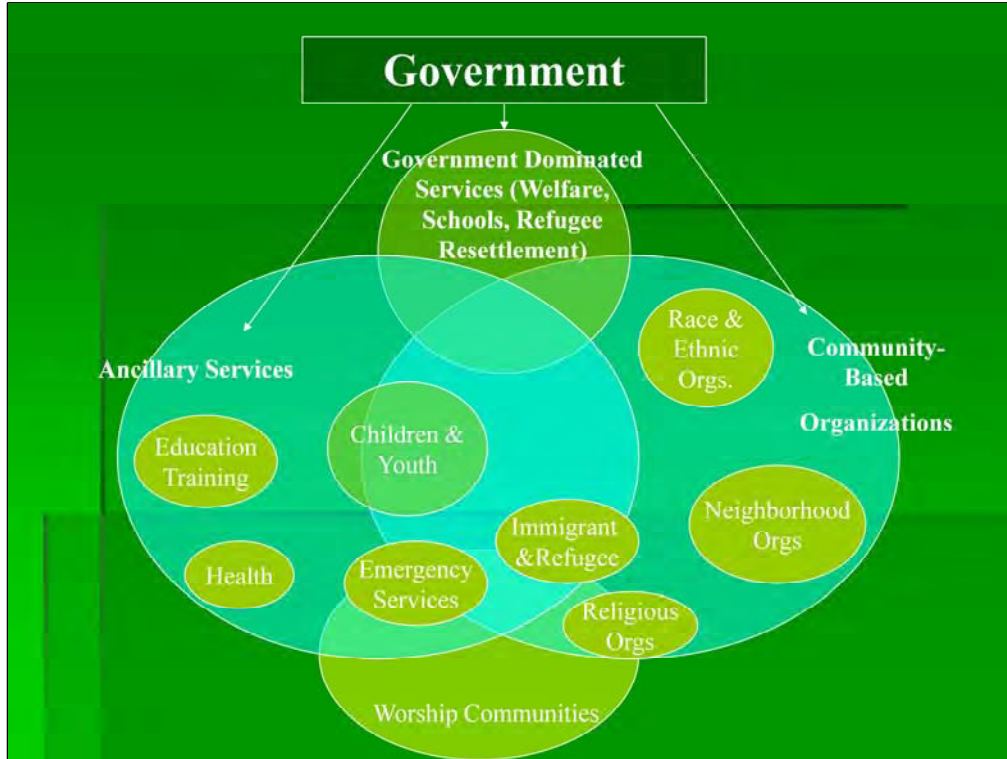 Government
Government Dominated
Services (Welfare,
Schools, Refugee
Resettlement)
Ancillary Services
Race &
Ethnic
Orgs.
Community-
Based
Organizations
Education
Training
Children &
Youth
Neighborhood
Orgs
Health
Emergency
Services
Immigrant
&Refugee
Religious
Orgs
Worship Communities